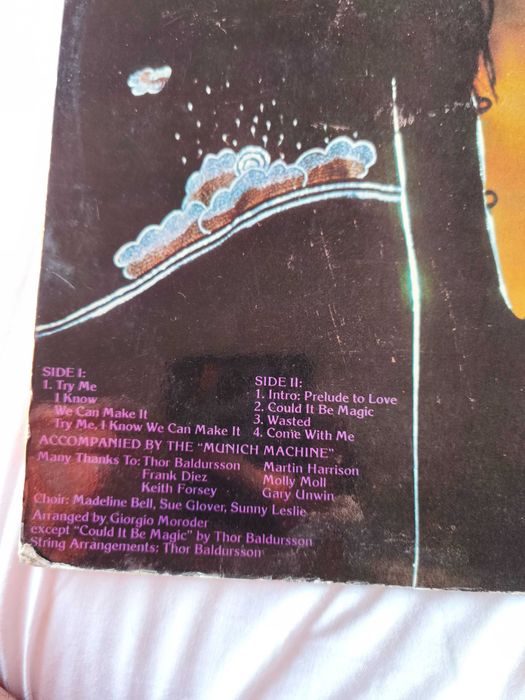 SIDE I:
1. Try Me
I Know
We Can Make It
Try Me, I Know We Can Make It
SIDE II:
1. Intro: Prelude to Love
2. Could It Be Magic
3. Wasted
4. Come With Me
ACCOMPANIED BY THE "MUNICH MACHINE"
Many Thanks To: Thor Baldursson Martin Harrison
Frank Diez Molly Moll
Keith Forsey Gary Unwin
Choir: Madeline Bell, Sue Glover, Sunny Leslie
Arranged by Giorgio Moroder
except "Could It Be Magic" by Thor Baldursson
String Arrangements: Thor Baldursson